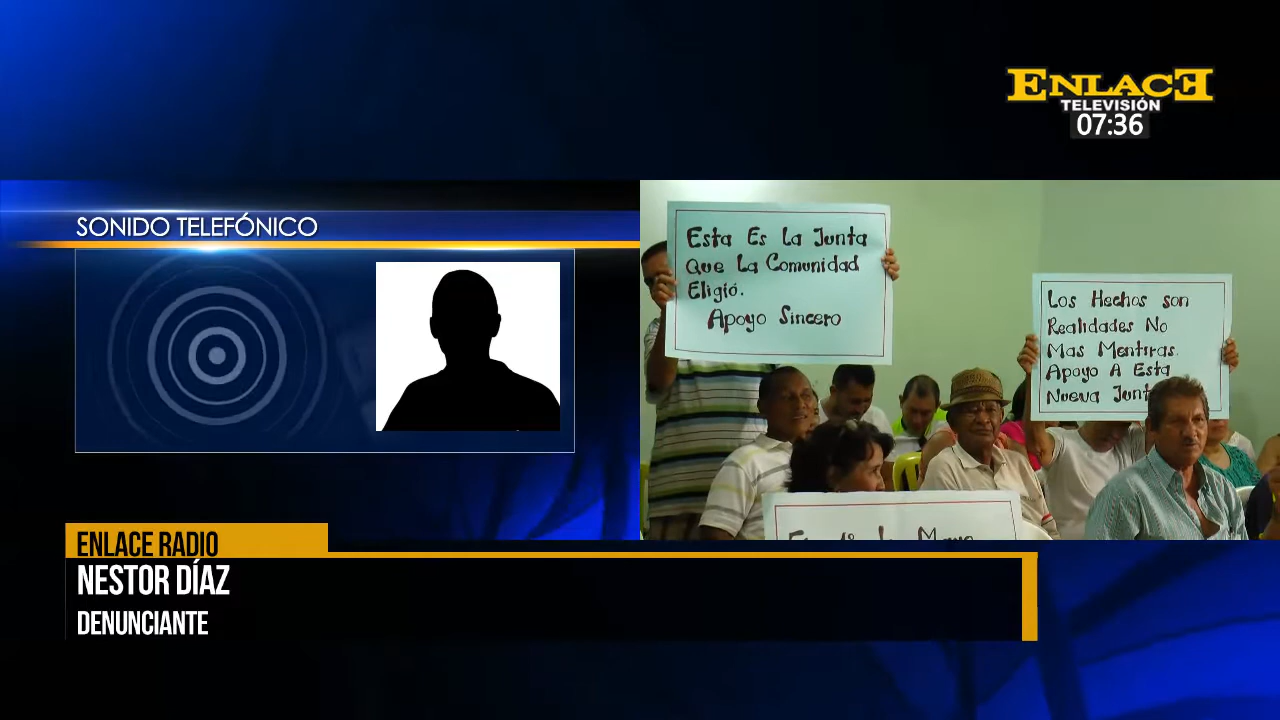 ENLACE
TELEVISIÓN
07:36
SONIDO TELEFÓNICO
Esta Es La Junta
Que La Comunidad
Eligió.
Apoyo Sincero
Los Hechos son
Realidades No
Mas Mentiras.
Apoyo A Esta
Nueva Junt
ENLACE RADIO
NESTOR DÍAZ
DENUNCIANTE